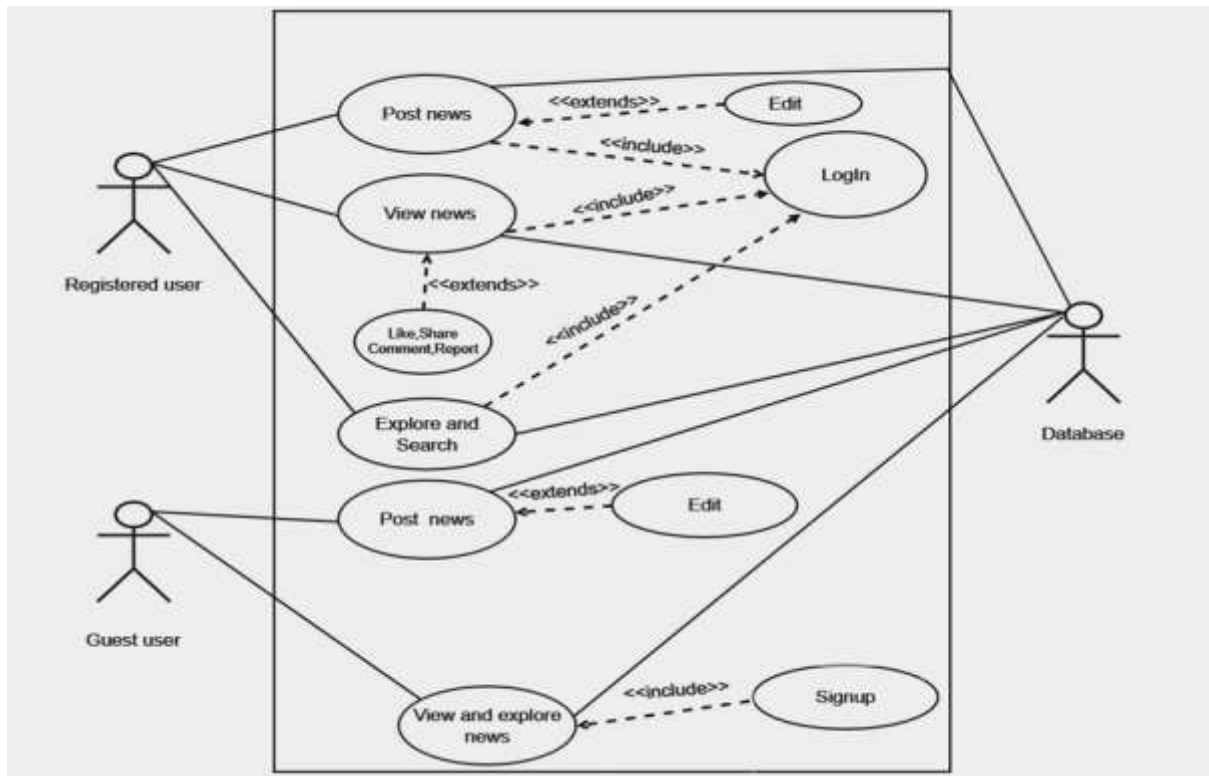 Post news
<<extends>>
Edit
<<include>>
LogIn
View news
<<include>>
Registered user
<<extends>>
Like,Share
Comment,Report
<<include>>
Explore and
Search
Database
Post news
<<extends>>
Edit
Guest user
View and explore
news
<<include>>
Signup